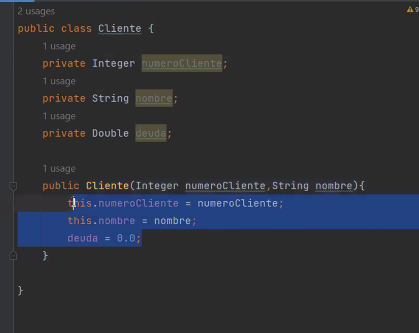 2 usages
9
public class Cliente {
1 usage
private Integer numeroCliente;
1 usage
private String nombre;
1 usage
private Double deuda;
1 usage
public Cliente(Integer numeroCliente,String nombre){
this.numeroCliente = numeroCliente;
this.nombre = nombre;
deuda = 0.0;
}
}